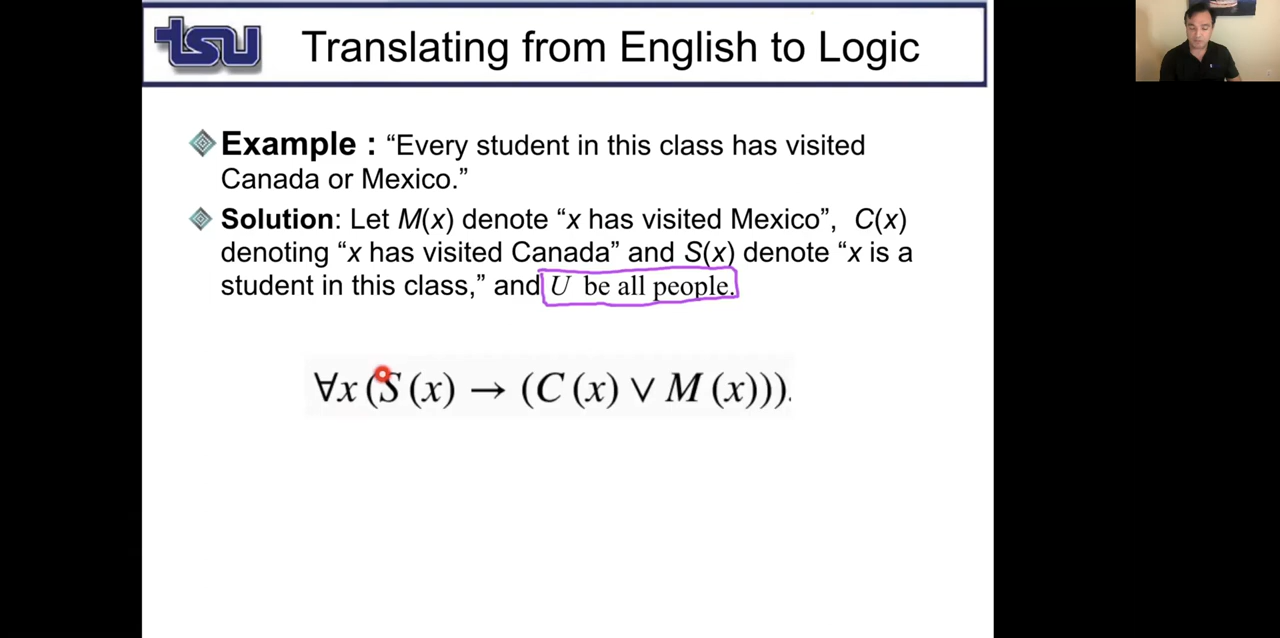 tsu
Translating from English to Logic
Example : “Every student in this class has visited
Canada or Mexico.”
Solution: Let M(x) denote “x has visited Mexico”, C(x)
denoting “x has visited Canada” and S(x) denote “x is a
student in this class,” and U be all people.
∀x (S (x) → (C (x) ∨ M (x))).